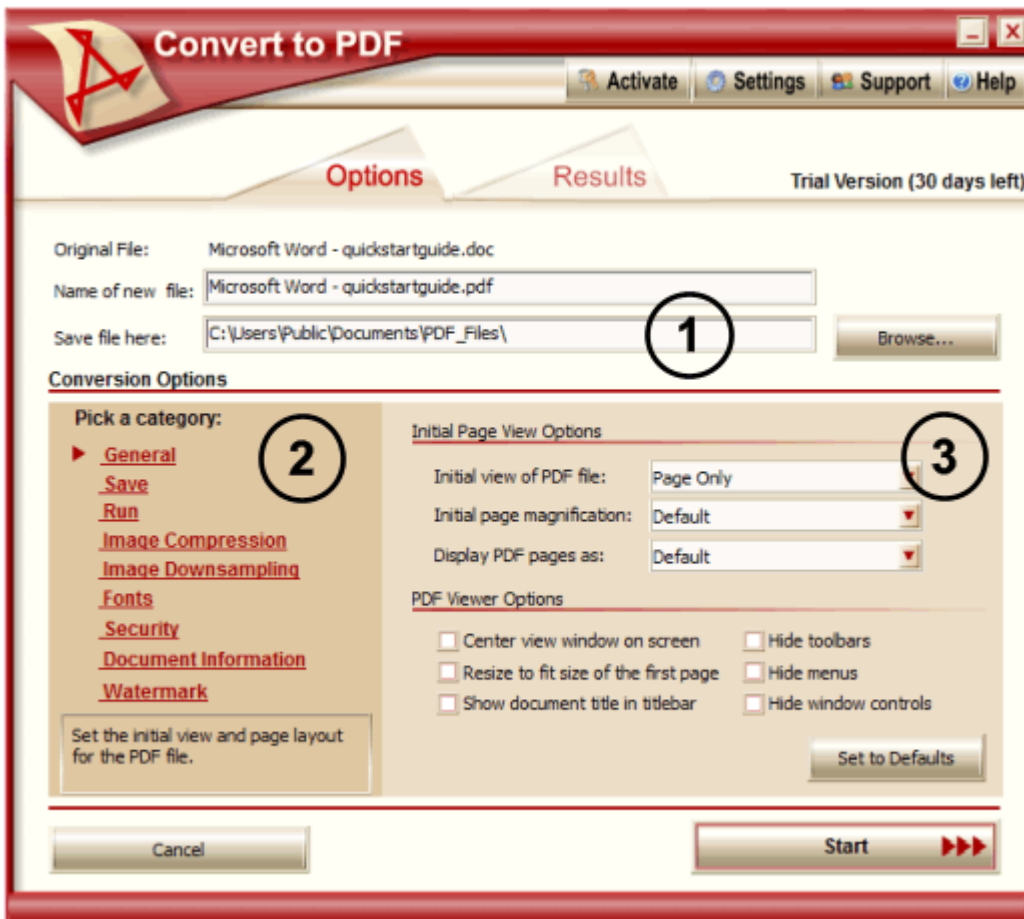 Convert to PDF
Activate Settings Support Help
Options Results Trial Version (30 days left)
Original File: Microsoft Word - quickstartguide.doc
Name of new file: Microsoft Word - quickstartguide.pdf
Save file here: C:\Users\Public\Documents\PDF_Files\ 1 Browse...
Conversion Options
Pick a category:
General
Save
Run
Image Compression
Image Downsampling
Fonts
Security
Document Information
Watermark
2
Set the initial view and page layout
for the PDF file.
Initial Page View Options
3
Initial view of PDF file: Page Only
Initial page magnification: Default
Display PDF pages as: Default
PDF Viewer Options
Center view window on screen Hide toolbars
Resize to fit size of the first page Hide menus
Show document title in titlebar Hide window controls
Set to Defaults
Cancel Start